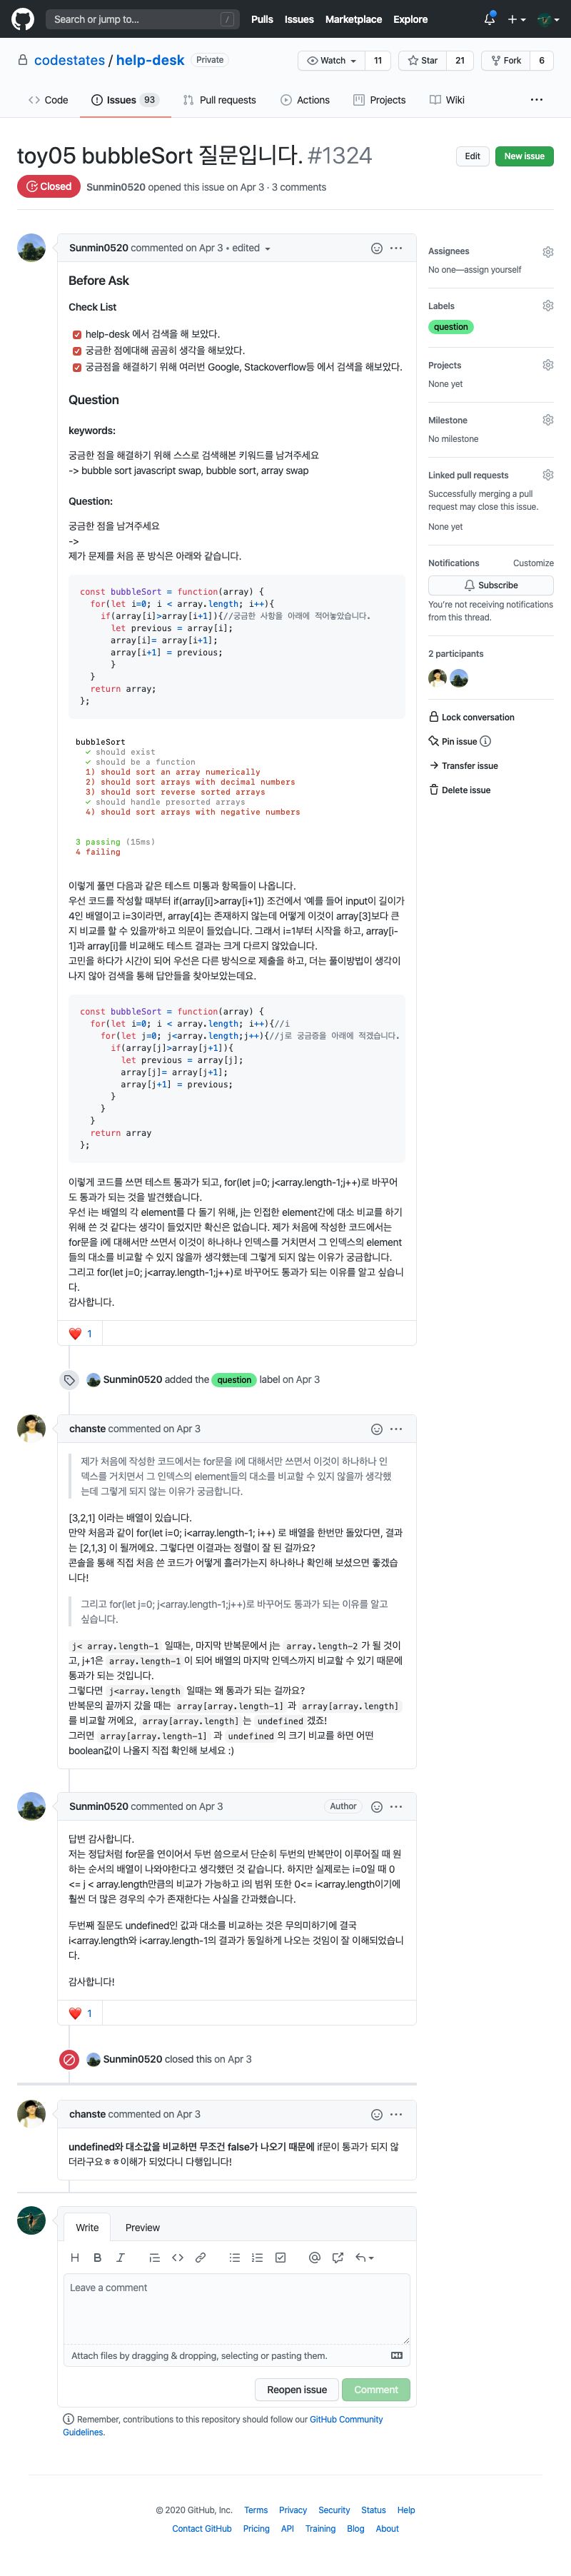 Search or jump to... /
Pulls Issues Marketplace Explore
codestates / help-desk Private
Watch 11 Star 21 Fork 6
Code Issues 93 Pull requests Actions Projects Wiki ...
toy05 bubbleSort 질문입니다. #1324
Edit New issue
Closed Sunmin0520 opened this issue on Apr 3 · 3 comments
Sunmin0520 commented on Apr 3 • edited
Before Ask
Check List
help-desk 에서 검색을 해 보았다.
궁금한 점에대해 곰곰히 생각을 해보았다.
궁금점을 해결하기 위해 여러번 Google, Stackoverflow등 에서 검색을 해보았다.
Question
keywords:
궁금한 점을 해결하기 위해 스스로 검색해본 키워드를 남겨주세요
-> bubble sort javascript swap, bubble sort, array swap
Question:
궁금한 점을 남겨주세요
->
제가 문제를 처음 푼 방식은 아래와 같습니다.
const bubbleSort = function(array) {
for(let i=0; i < array.length; i++){
if(array[i]>array[i+1]){//궁금한 사항을 아래에 적어놓았습니다.
let previous = array[i];
array[i]= array[i+1];
array[i+1] = previous;
}
}
return array;
};
bubbleSort
✓ should exist
✓ should be a function
1) should sort an array numerically
2) should sort arrays with decimal numbers
3) should sort reverse sorted arrays
✓ should handle presorted arrays
4) should sort arrays with negative numbers
3 passing (15ms)
4 failing
이렇게 풀면 다음과 같은 테스트 미통과 항목들이 나옵니다.
우선 코드를 작성할 때부터 if(array[i]>array[i+1]) 조건에서 '예를 들어 input이 길이가
4인 배열이고 i=3이라면, array[4]는 존재하지 않는데 어떻게 이것이 array[3]보다 큰
지 비교를 할 수 있을까'하고 의문이 들었습니다. 그래서 i=1부터 시작을 하고, array[i-
1]과 array[i]를 비교해도 테스트 결과는 크게 다르지 않았습니다.
고민을 하다가 시간이 되어 우선은 다른 방식으로 제출을 하고, 더는 풀이방법이 생각이
나지 않아 검색을 통해 답안들을 찾아보았는데요.
const bubbleSort = function(array) {
for(let i=0; i < array.length; i++){//i
for(let j=0; j<array.length;j++){//j로 궁금증을 아래에 적겠습니다.
if(array[j]>array[j+1]){
let previous = array[j];
array[j]= array[j+1];
array[j+1] = previous;
}
}
}
return array
};
이렇게 코드를 쓰면 테스트 통과가 되고, for(let j=0; j<array.length-1;j++)로 바꾸어
도 통과가 되는 것을 발견했습니다.
우선 i는 배열의 각 element를 다 돌기 위해, j는 인접한 element간에 대소 비교를 하기
위해 쓴 것 같다는 생각이 들었지만 확신은 없습니다. 제가 처음에 작성한 코드에서는
for문을 i에 대해서만 쓰면서 이것이 하나하나 인덱스를 거치면서 그 인덱스의 element
들의 대소를 비교할 수 있지 않을까 생각했는데 그렇게 되지 않는 이유가 궁금합니다.
그리고 for(let j=0; j<array.length-1;j++)로 바꾸어도 통과가 되는 이유를 알고 싶습니
다.
감사합니다.
❤️ 1
Sunmin0520 added the question label on Apr 3
chanste commented on Apr 3
제가 처음에 작성한 코드에서는 for문을 i에 대해서만 쓰면서 이것이 하나하나 인
덱스를 거치면서 그 인덱스의 element들의 대소를 비교할 수 있지 않을까 생각했
는데 그렇게 되지 않는 이유가 궁금합니다.
[3,2,1] 이라는 배열이 있습니다.
만약 처음과 같이 for(let i=0; i<array.length-1; i++) 로 배열을 한번만 돌았다면, 결과
는 [2,1,3] 이 될꺼에요. 그렇다면 이결과는 정렬이 잘 된 걸까요?
콘솔을 통해 직접 처음 쓴 코드가 어떻게 흘러가는지 하나하나 확인해 보셨으면 좋겠습
니다!
그리고 for(let j=0; j<array.length-1;j++)로 바꾸어도 통과가 되는 이유를 알고
싶습니다.
j< array.length-1 일때는, 마지막 반복문에서 j는 array.length-2 가 될 것이
고, j+1은 array.length-1 이 되어 배열의 마지막 인덱스까지 비교할 수 있기 때문에
통과가 되는 것입니다.
그렇다면 j<array.length 일때는 왜 통과가 되는 걸까요?
반복문의 끝까지 갔을 때는 array[array.length-1] 과 array[array.length]
를 비교할 꺼에요, array[array.length] 는 undefined 겠죠!
그러면 array[array.length-1] 과 undefined 의 크기 비교를 하면 어떤
boolean값이 나올지 직접 확인해 보세요 :)
Sunmin0520 commented on Apr 3 Author
답변 감사합니다.
저는 정답처럼 for문을 연이어서 두번 씀으로서 단순히 두번의 반복만이 이루어질 때 원
하는 순서의 배열이 나와야한다고 생각했던 것 같습니다. 하지만 실제로는 i=0일 때 0
<= j < array.length만큼의 비교가 가능하고 i의 범위 또한 0<= i<array.length이기에
훨씬 더 많은 경우의 수가 존재한다는 사실을 간과했습니다.
두번째 질문도 undefined인 값과 대소를 비교하는 것은 무의미하기에 결국
i<array.length와 i<array.length-1의 결과가 동일하게 나오는 것임이 잘 이해되었습니
다.
감사합니다!
❤️ 1
Sunmin0520 closed this on Apr 3
chanste commented on Apr 3
undefined와 대소값을 비교하면 무조건 false가 나오기 때문에 if문이 통과가 되지 않
더라구요ㅎㅎ이해가 되었다니 다행입니다!
Write Preview
Leave a comment
Attach files by dragging & dropping, selecting or pasting them.
Reopen issue Comment
Remember, contributions to this repository should follow our GitHub Community
Guidelines.
Assignees
No one—assign yourself
Labels
question
Projects
None yet
Milestone
No milestone
Linked pull requests
Successfully merging a pull
request may close this issue.
None yet
Notifications Customize
Subscribe
You're not receiving notifications
from this thread.
2 participants
Lock conversation
Pin issue
Transfer issue
Delete issue
© 2020 GitHub, Inc. Terms Privacy Security Status Help
Contact GitHub Pricing API Training Blog About